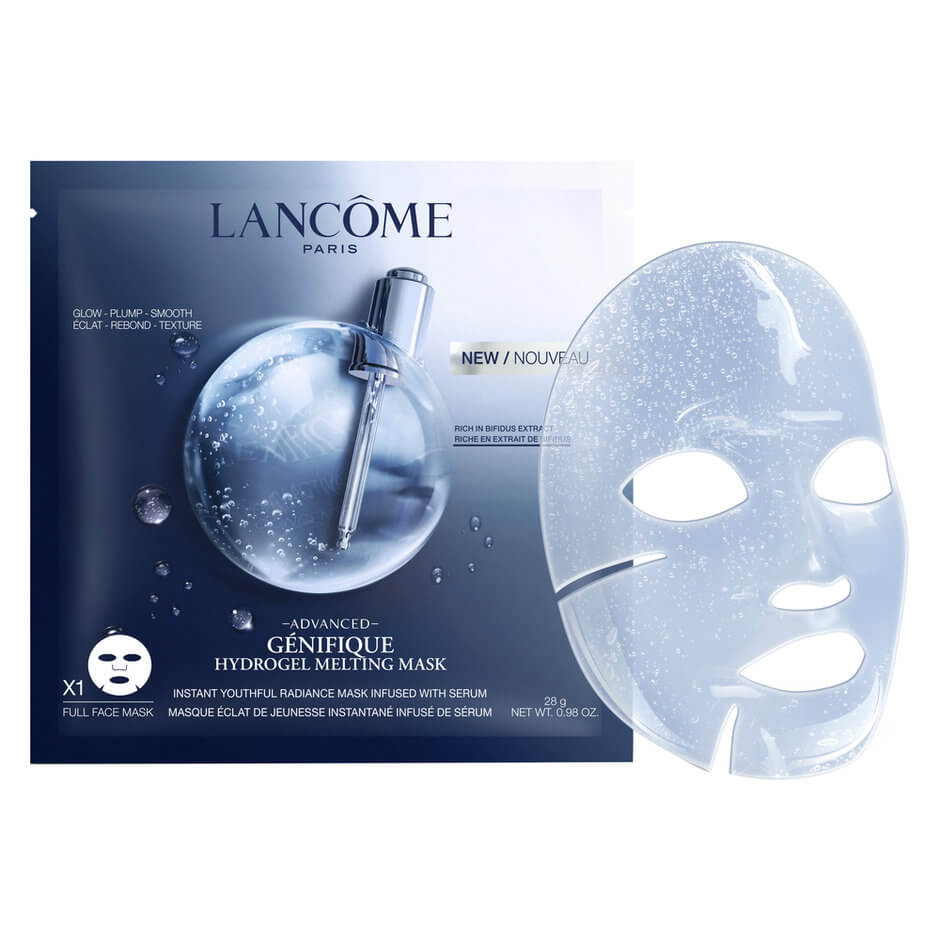 LANCÔME
PARIS
GLOW - PLUMP - SMOOTH
ÉCLAT - REBOND - TEXTURE
NEW / NOUVEAU
RICH IN BIFIDUS EXTRACT
RICHE EN EXTRAIT DE BIFIDUS
–ADVANCED–
GÉNIFIQUE
HYDROGEL MELTING MASK
X1
FULL FACE MASK
INSTANT YOUTHFUL RADIANCE MASK INFUSED WITH SERUM
MASQUE ÉCLAT DE JEUNESSE INSTANTANÉ INFUSÉ DE SÉRUM
28 g
NET WT. 0.98 OZ.